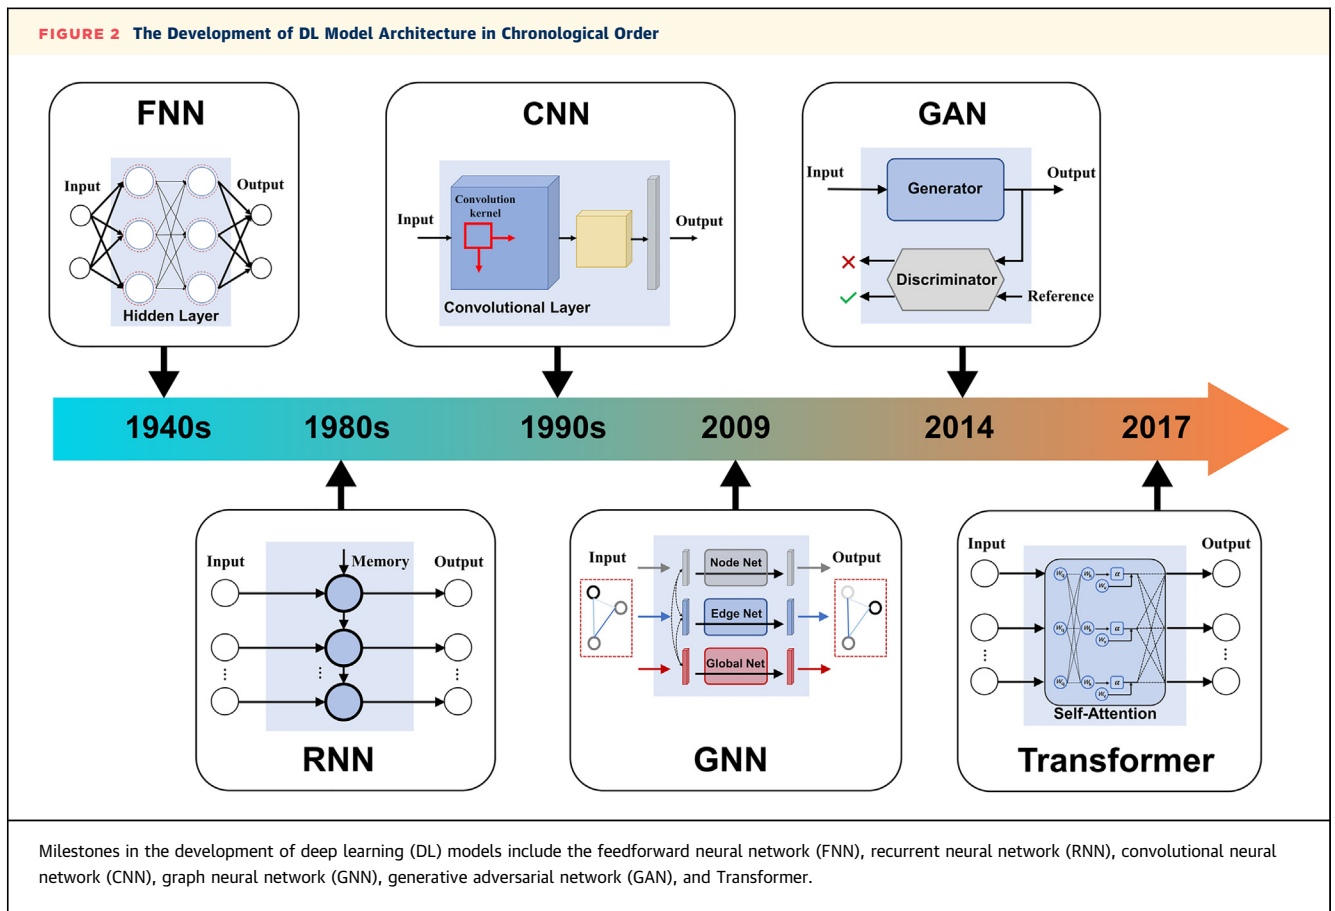 FIGURE 2 The Development of DL Model Architecture in Chronological Order
FNN
Input
Output
Hidden Layer
CNN
Input
Convolution
kernel
Output
Convolutional Layer
GAN
Input
Generator
Output
Discriminator
Reference
1940s
1980s
1990s
2009
2014
2017
Input
Memory
Output
RNN
Input
Node Net
Output
Edge Net
Global Net
GNN
Input
Output
Self-Attention
Transformer
Milestones in the development of deep learning (DL) models include the feedforward neural network (FNN), recurrent neural network (RNN), convolutional neural
network (CNN), graph neural network (GNN), generative adversarial network (GAN), and Transformer.